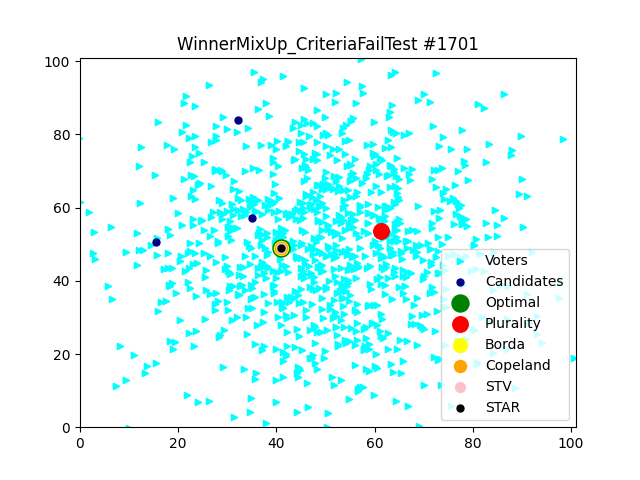 WinnerMixUp_CriteriaFailTest #1701
100
80
60
40
20
0
0
20
40
60
80
100
Voters
Candidates
Optimal
Plurality
Borda
Copeland
STV
STAR